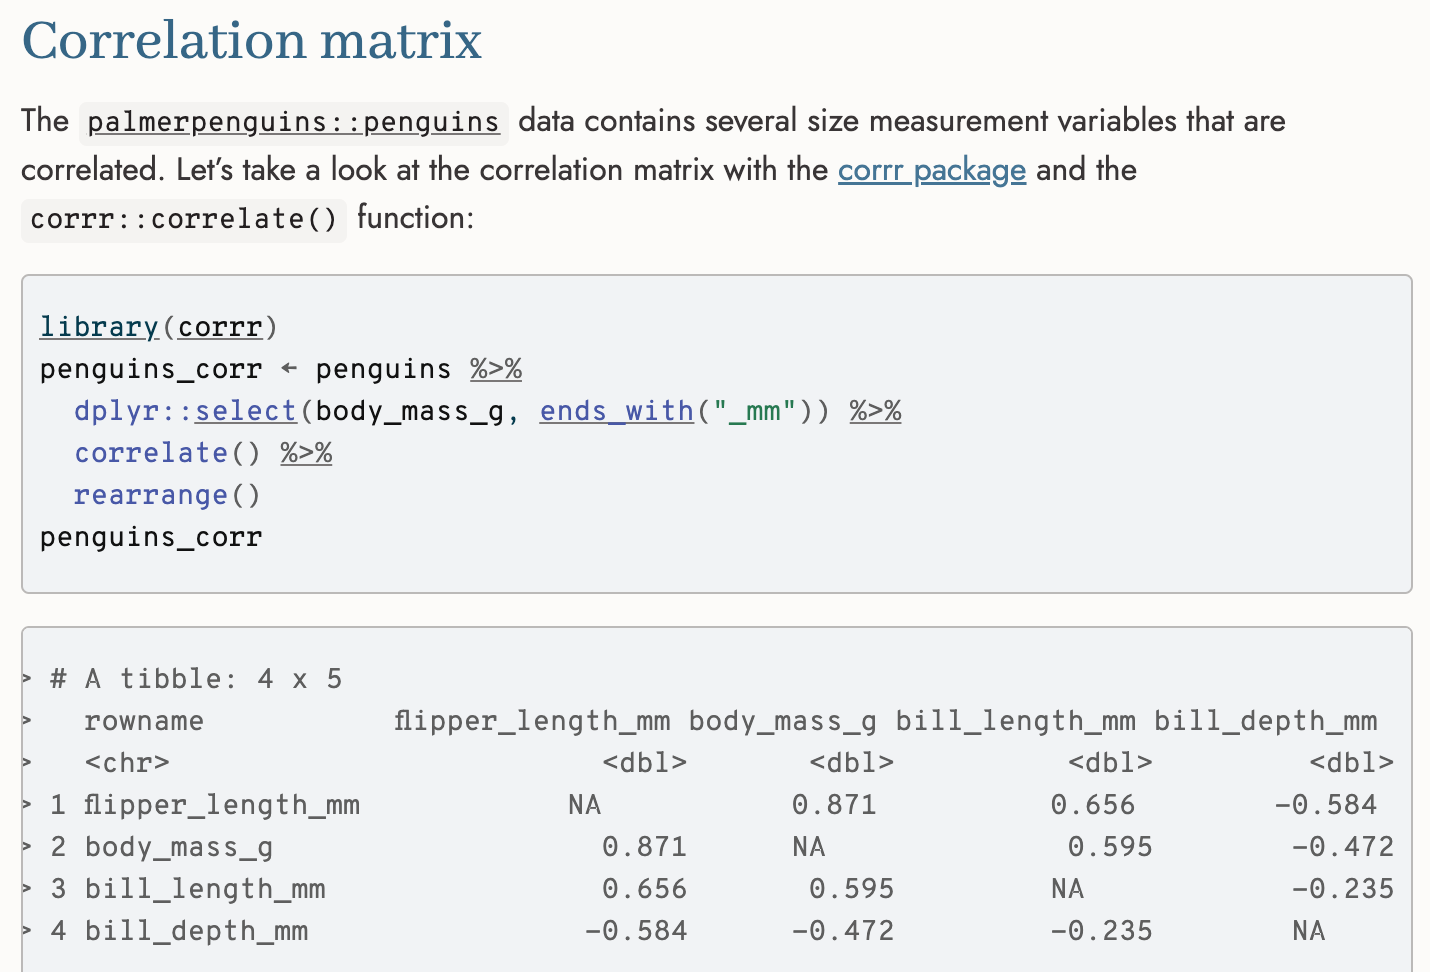 Correlation matrix
The palmerpenguins::penguins data contains several size measurement variables that are
correlated. Let’s take a look at the correlation matrix with the corrr package and the
corrr::correlate() function:
library(corrr)
penguins_corr ← penguins %>%
  dplyr::select(body_mass_g, ends_with("_mm")) %>%
  correlate() %>%
  rearrange()
penguins_corr
> # A tibble: 4 x 5
>   rowname           flipper_length_mm body_mass_g bill_length_mm bill_depth_mm
>   <chr>                         <dbl>       <dbl>          <dbl>         <dbl>
> 1 flipper_length_mm            NA           0.871          0.656        -0.584
> 2 body_mass_g                   0.871      NA              0.595        -0.472
> 3 bill_length_mm                0.656       0.595         NA            -0.235
> 4 bill_depth_mm                -0.584      -0.472         -0.235        NA